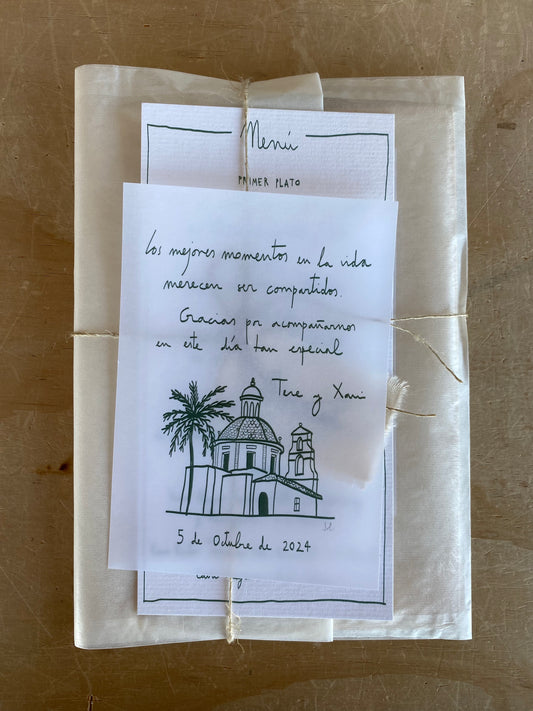 Menú
PRIMER PLATO
Los mejores momentos en la vida
merecen ser compartidos.
Gracias por acompañarnos
en este día tan especial
Tere y Xavi
5 de Octubre de 2024